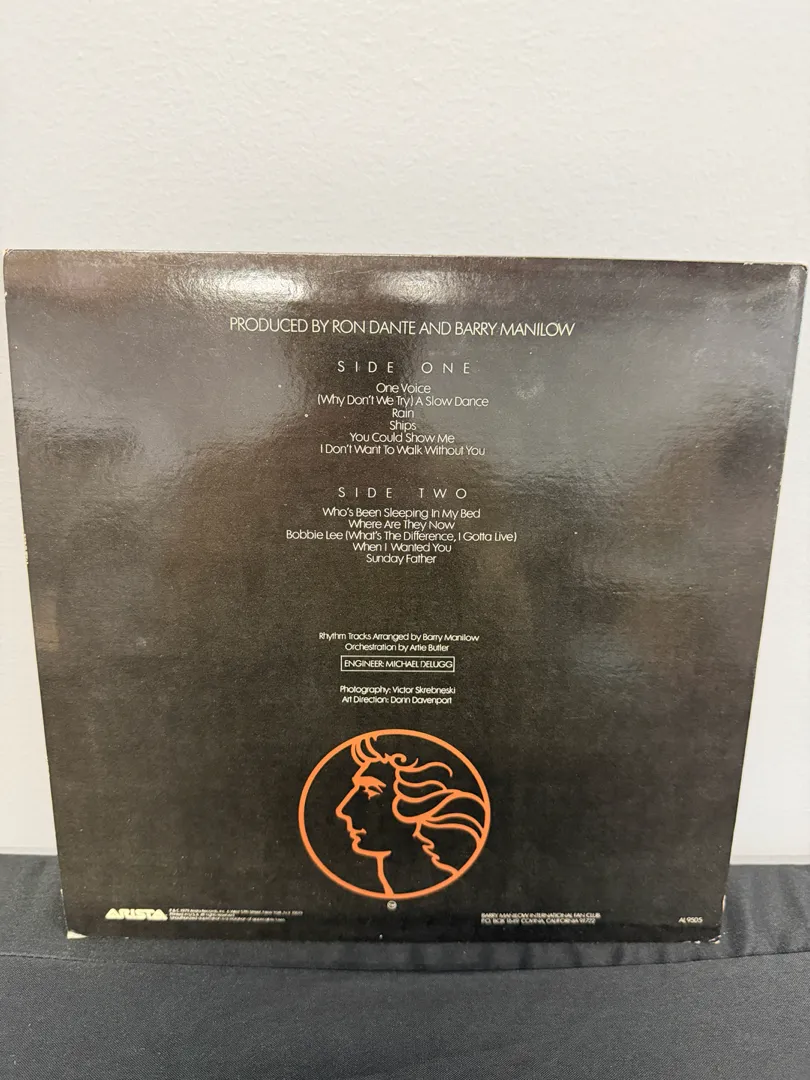 PRODUCED BY RON DANTE AND BARRY MANILOW
SIDE ONE
One Voice
(Why Don't We Try) A Slow Dance
Rain
Ships
You Could Show Me
I Don't Want To Walk Without You
SIDE TWO
Who's Been Sleeping In My Bed
Where Are They Now
Bobbie Lee (What's The Difference, I Gotta Live)
When I Wanted You
Sunday Father
Rhythm Tracks Arranged by Barry Manilow
Orchestration by Artie Butler
ENGINEER: MICHAEL DELUGG
Photography: Victor Skrebneski
Art Direction: Donn Davenport
ARISTA
BARRY MANILOW INTERNATIONAL FAN CLUB
COVINA, CALIFORNIA 91722
AL 9505